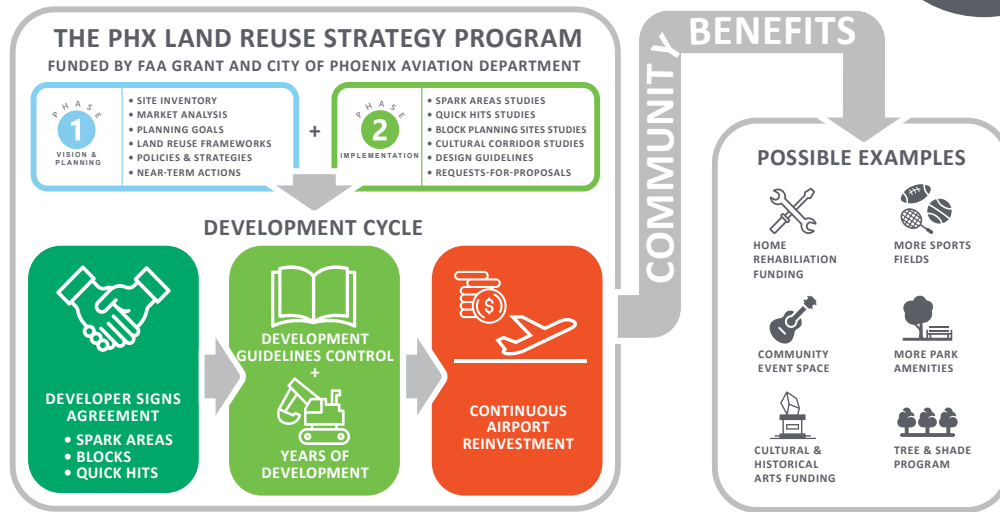 THE PHX LAND REUSE STRATEGY PROGRAM
FUNDED BY FAA GRANT AND CITY OF PHOENIX AVIATION DEPARTMENT
PHASE
1
VISION &
PLANNING
• SITE INVENTORY
• MARKET ANALYSIS
• PLANNING GOALS
• LAND REUSE FRAMEWORKS
• POLICIES & STRATEGIES
• NEAR-TERM ACTIONS
+
PHASE
2
IMPLEMENTATION
• SPARK AREAS STUDIES
• QUICK HITS STUDIES
• BLOCK PLANNING SITES STUDIES
• CULTURAL CORRIDOR STUDIES
• DESIGN GUIDELINES
• REQUESTS-FOR-PROPOSALS
DEVELOPMENT CYCLE
DEVELOPER SIGNS
AGREEMENT
• SPARK AREAS
• BLOCKS
• QUICK HITS
DEVELOPMENT
GUIDELINES CONTROL
+
YEARS OF
DEVELOPMENT
$
CONTINUOUS
AIRPORT
REINVESTMENT
COMMUNITY
BENEFITS
POSSIBLE EXAMPLES
HOME
REHABILIATION
FUNDING
MORE SPORTS
FIELDS
COMMUNITY
EVENT SPACE
MORE PARK
AMENITIES
CULTURAL &
HISTORICAL
ARTS FUNDING
TREE & SHADE
PROGRAM